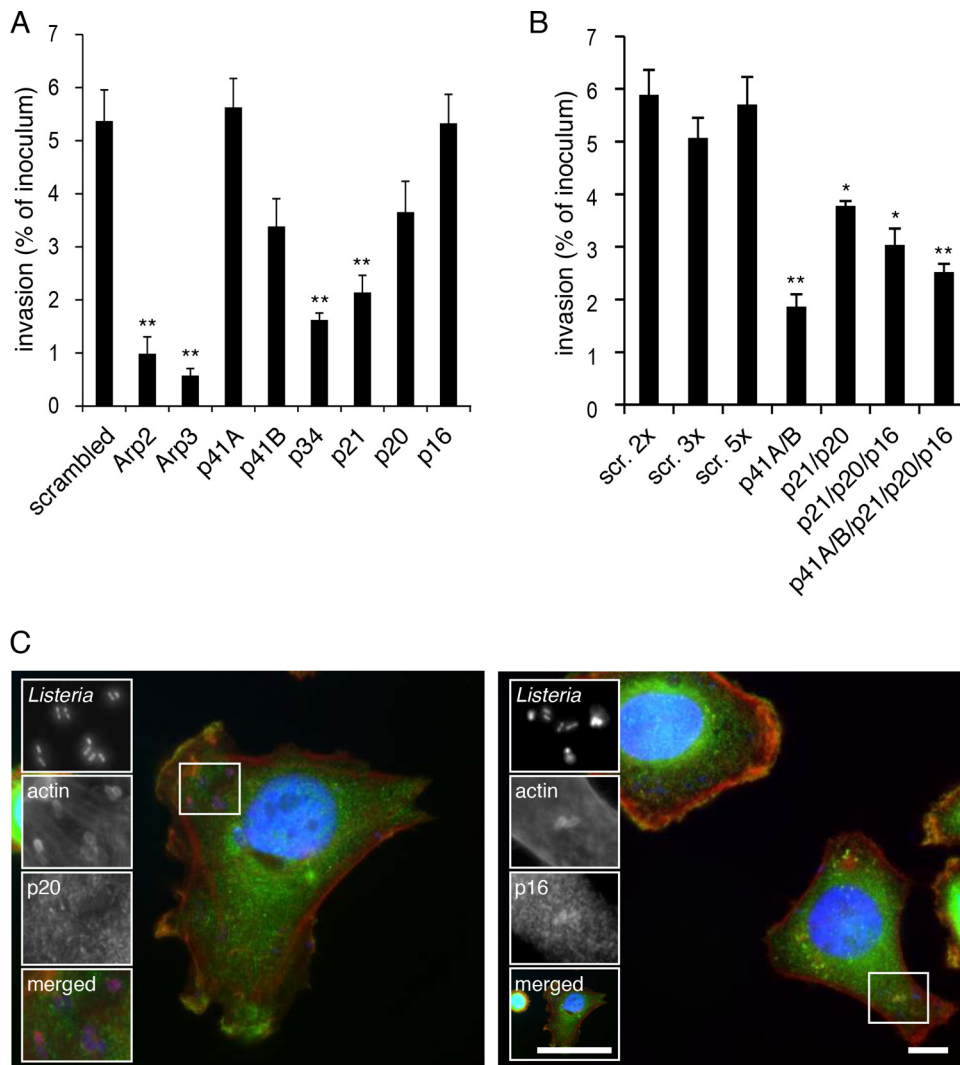 A
invasion (% of inoculum)
7
6
5
4
3
2
1
0
**
**
**
**
scrambled
Arp2
Arp3
p41A
p41B
p34
p21
p20
p16
B
invasion (% of inoculum)
7
6
5
4
3
2
1
0
**
*
*
**
scr. 2x
scr. 3x
scr. 5x
p41A/B
p21/p20
p21/p20/p16
p41A/B/p21/p20/p16
C
Listeria
actin
p20
merged
Listeria
actin
p16
merged